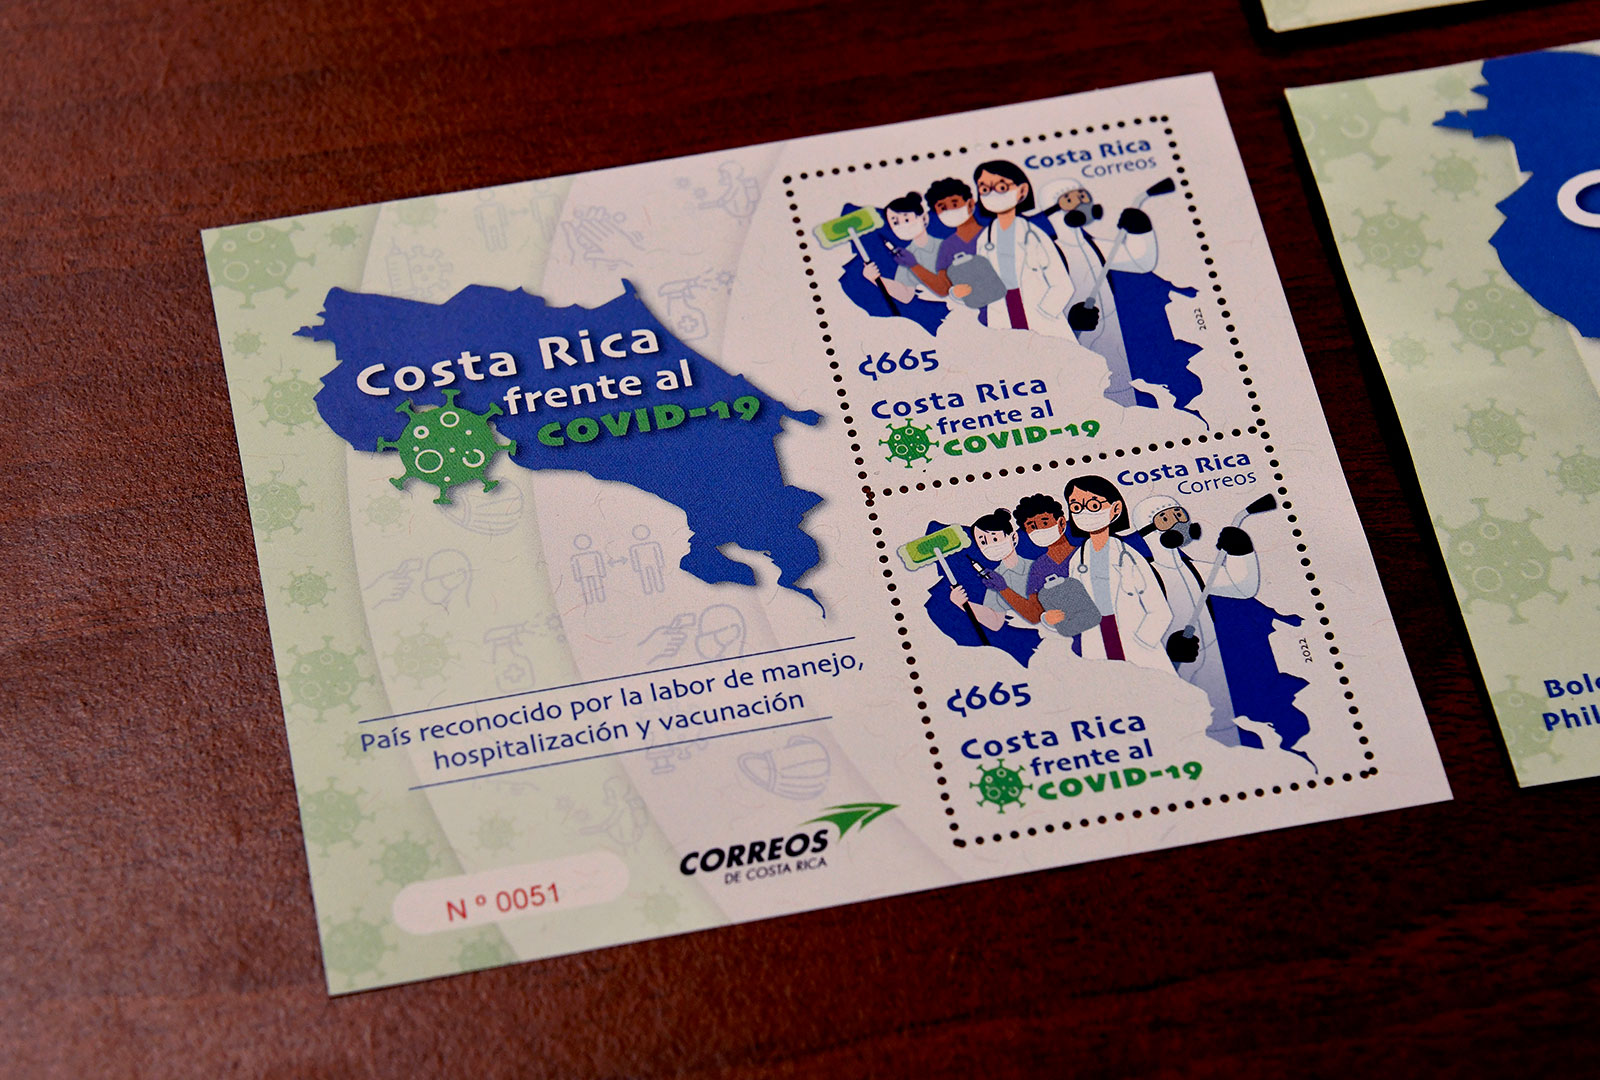 Costa Rica
frente al
COVID-19
País reconocido por la labor de manejo,
hospitalización y vacunación
CORREOS
DE COSTA RICA
N º 0051
Costa Rica
Correos
2022
₡665
Costa Rica
frente al
COVID-19
Costa Rica
Correos
2022
₡665
Costa Rica
frente al
COVID-19